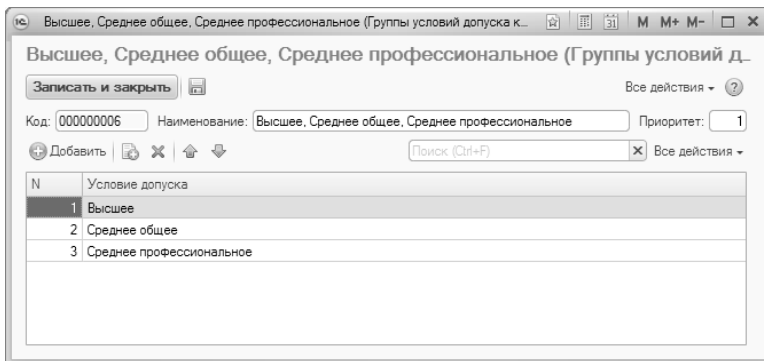 Высшее, Среднее общее, Среднее профессиональное (Группы условий допуска к... 31 M M+ M-
Высшее, Среднее общее, Среднее профессиональное (Группы условий д...
Записать и закрыть Все действия ?
Код: 000000006 Наименование: Высшее, Среднее общее, Среднее профессиональное Приоритет: 1
Добавить Поиск (Ctrl+F) Все действия
N Условие допуска
1 Высшее
2 Среднее общее
3 Среднее профессиональное